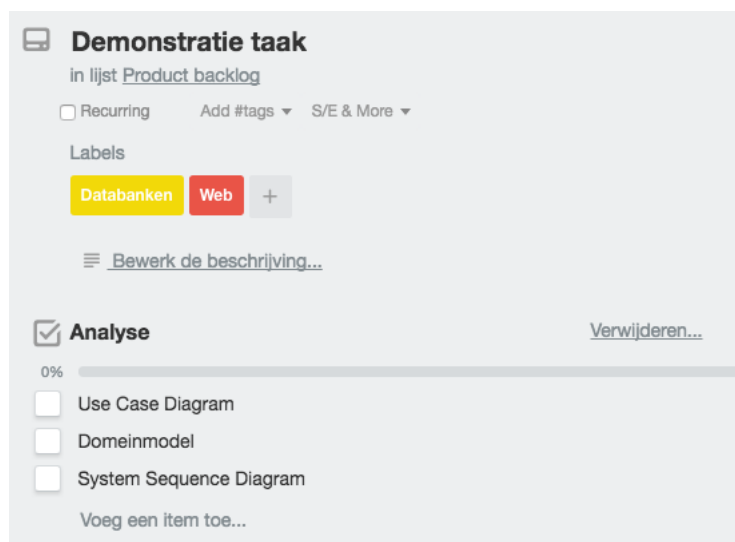 Demonstratie taak
in lijst Product backlog
Recurring Add #tags S/E & More
Labels
Databanken Web +
Bewerk de beschrijving...
Analyse Verwijderen...
0%
Use Case Diagram
Domeinmodel
System Sequence Diagram
Voeg een item toe...